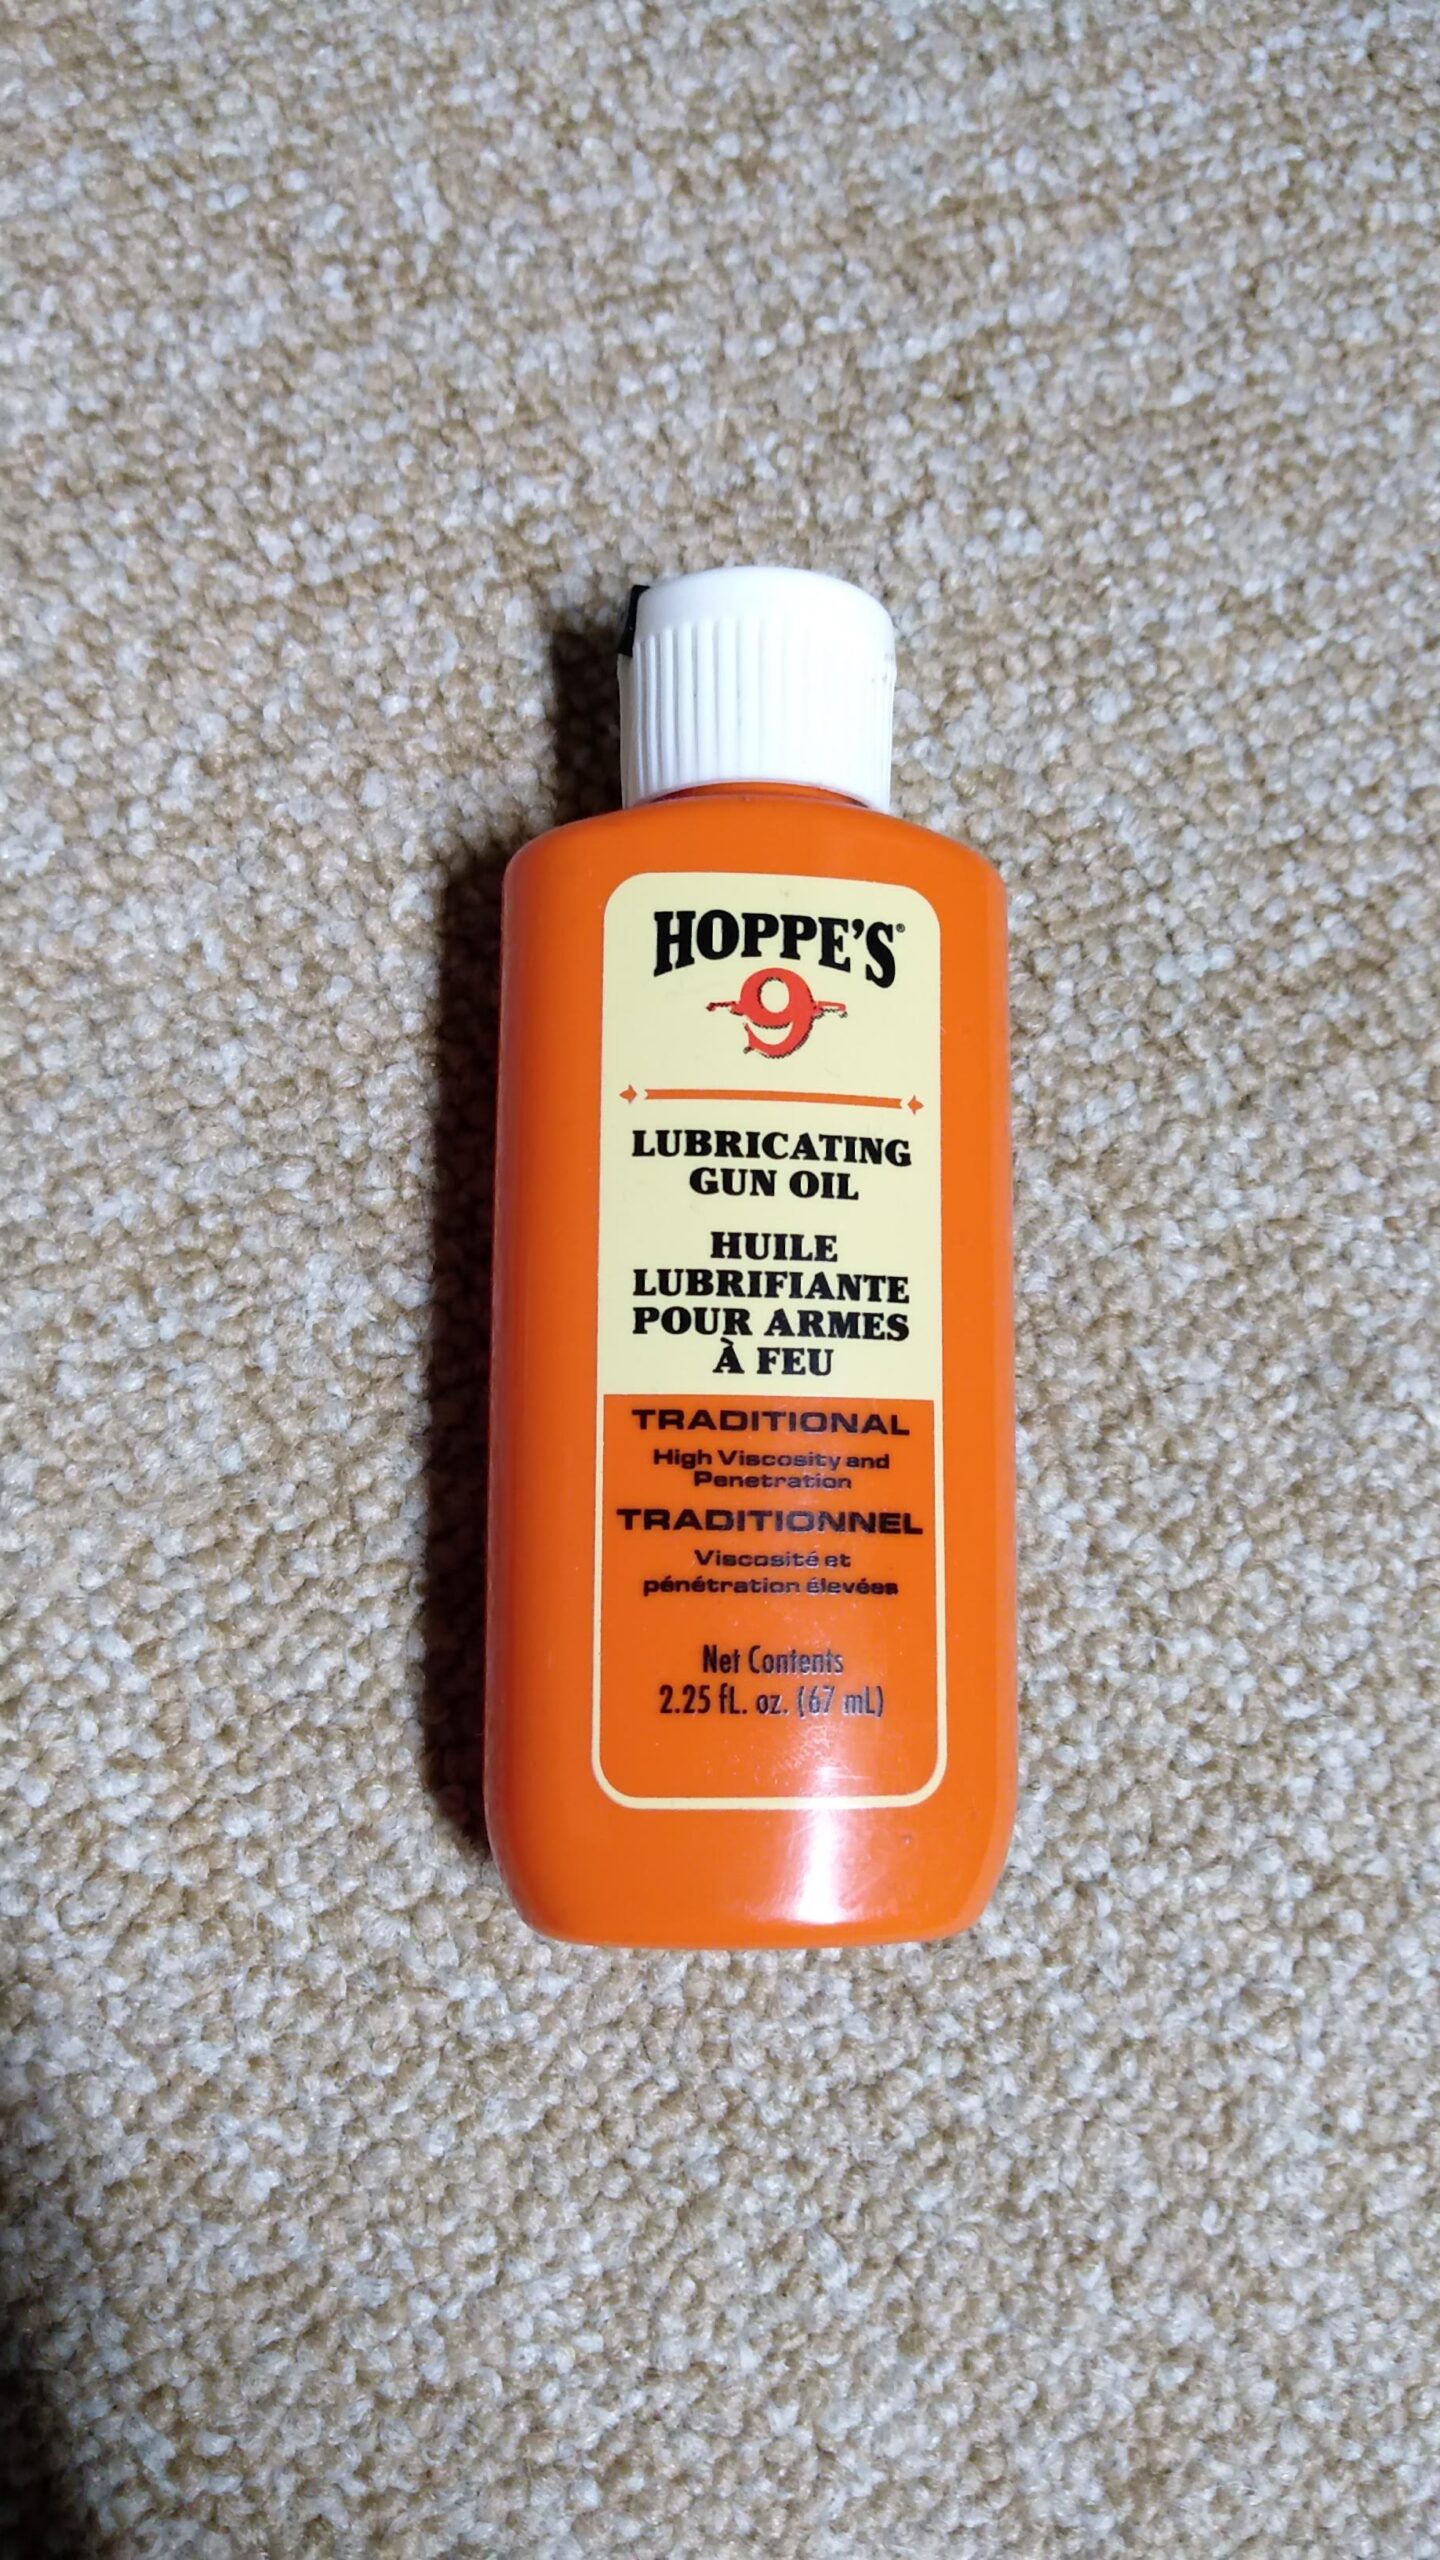 HOPPE'S®
9
LUBRICATING
GUN OIL
HUILE
LUBRIFIANTE
POUR ARMES
À FEU
TRADITIONAL
High Viscosity and
Penetration
TRADITIONNEL
Viscosité et
pénétration élevées
Net Contents
2.25 fL. oz. (67 mL)